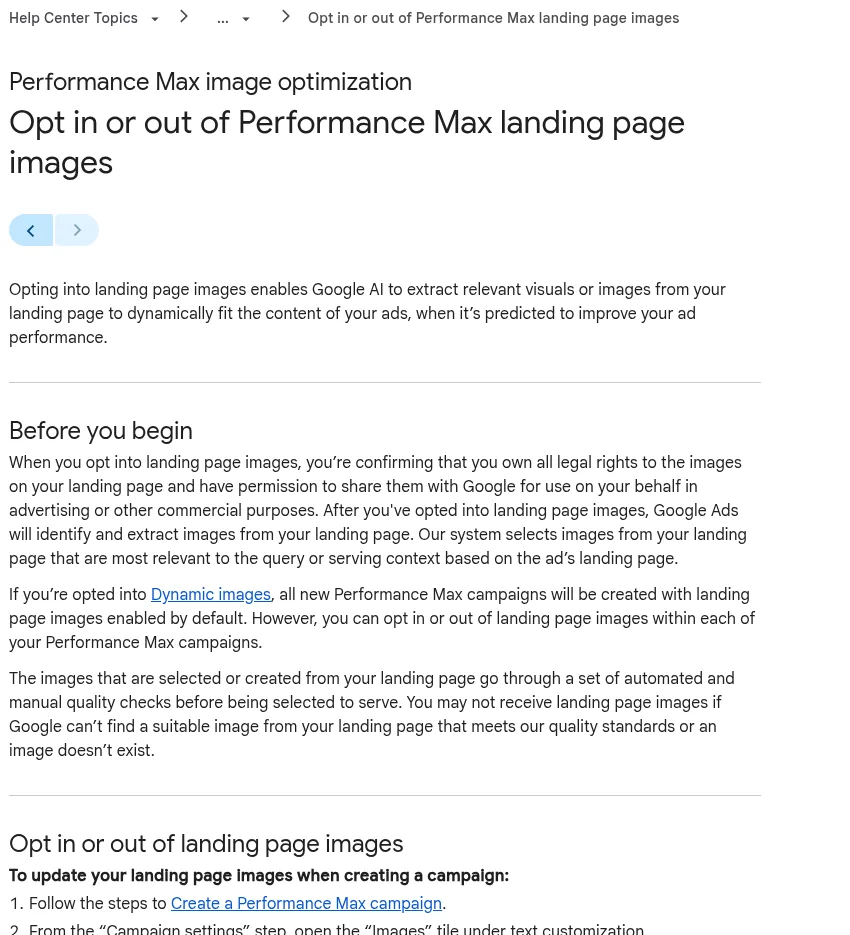 Help Center Topics
...
Opt in or out of Performance Max landing page images
Performance Max image optimization
Opt in or out of Performance Max landing page
images
Opting into landing page images enables Google AI to extract relevant visuals or images from your
landing page to dynamically fit the content of your ads, when it’s predicted to improve your ad
performance.
Before you begin
When you opt into landing page images, you’re confirming that you own all legal rights to the images
on your landing page and have permission to share them with Google for use on your behalf in
advertising or other commercial purposes. After you've opted into landing page images, Google Ads
will identify and extract images from your landing page. Our system selects images from your landing
page that are most relevant to the query or serving context based on the ad’s landing page.
If you’re opted into Dynamic images, all new Performance Max campaigns will be created with landing
page images enabled by default. However, you can opt in or out of landing page images within each of
your Performance Max campaigns.
The images that are selected or created from your landing page go through a set of automated and
manual quality checks before being selected to serve. You may not receive landing page images if
Google can’t find a suitable image from your landing page that meets our quality standards or an
image doesn’t exist.
Opt in or out of landing page images
To update your landing page images when creating a campaign:
1. Follow the steps to Create a Performance Max campaign.
2. From the “Campaign settings” step, open the “Images” tile under text customization.